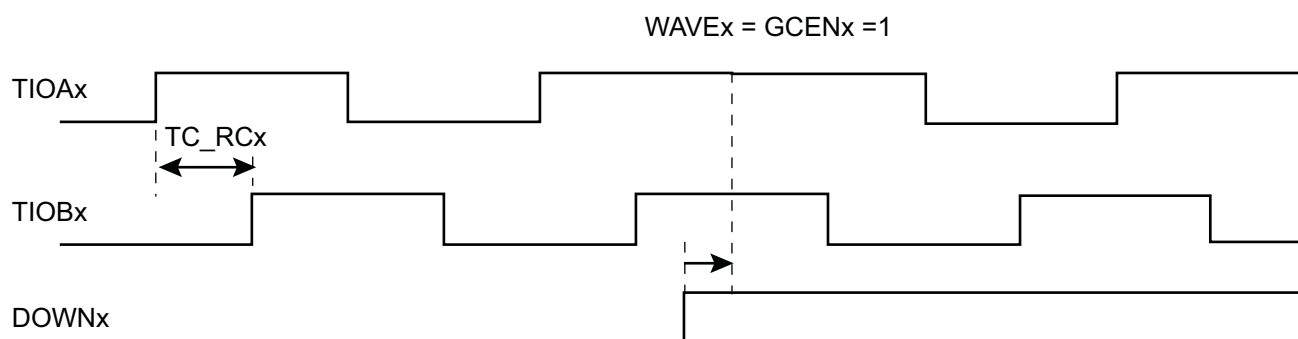 WAVEx = GCENx =1
TIOAx
TC_RCx
TIOBx
DOWNx